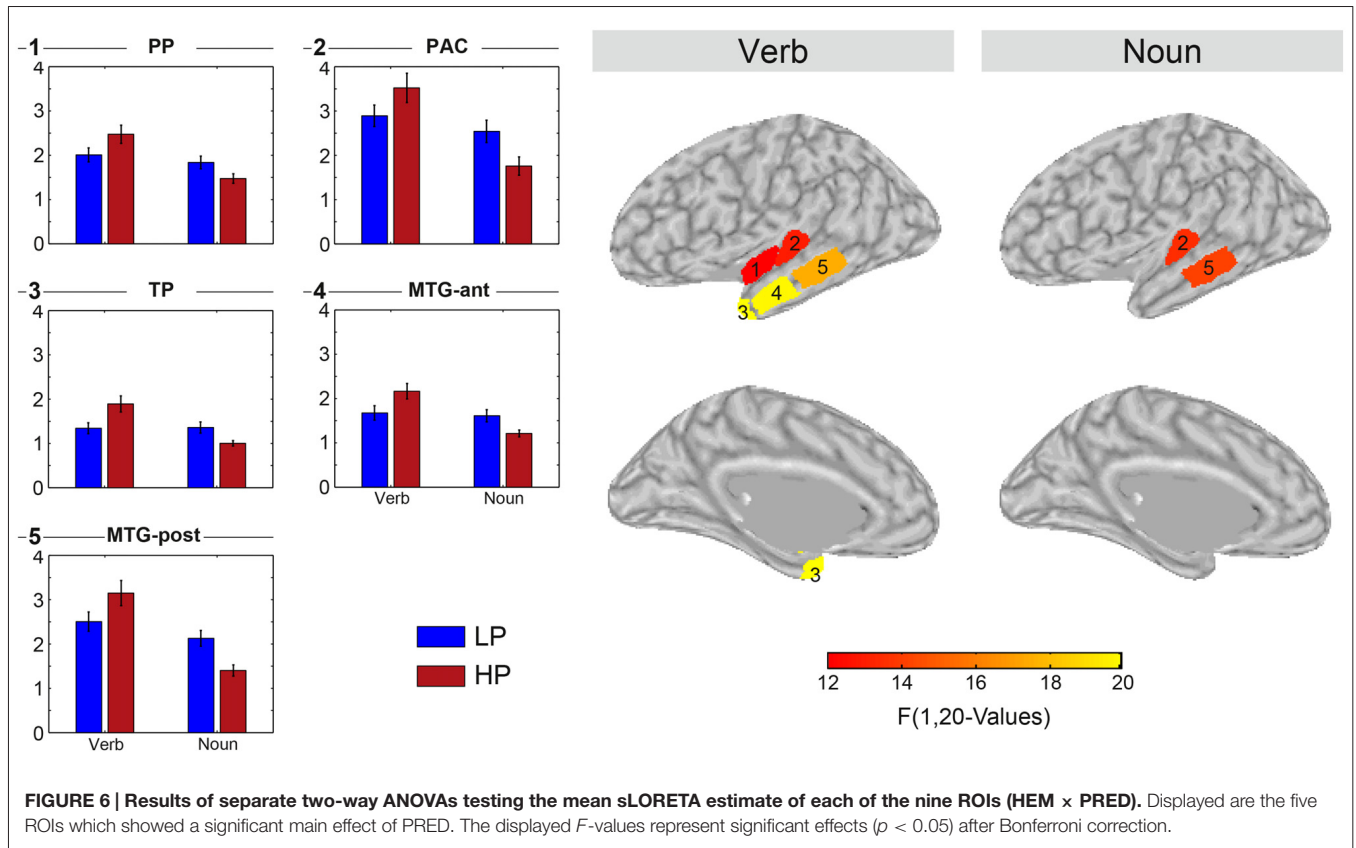 1 PP
4
3
2
1
0
2 PAC
4
3
2
1
0
3 TP
4
3
2
1
0
4 MTG-ant
4
3
2
1
0
Verb Noun
5 MTG-post
4
3
2
1
0
Verb Noun
LP
HP
Verb
2
1
5
4
3
3
Noun
2
5
12 14 16 18 20
F(1,20-Values)
FIGURE 6 | Results of separate two-way ANOVAs testing the mean sLORETA estimate of each of the nine ROIs (HEM × PRED). Displayed are the five
ROIs which showed a significant main effect of PRED. The displayed F-values represent significant effects (p < 0.05) after Bonferroni correction.